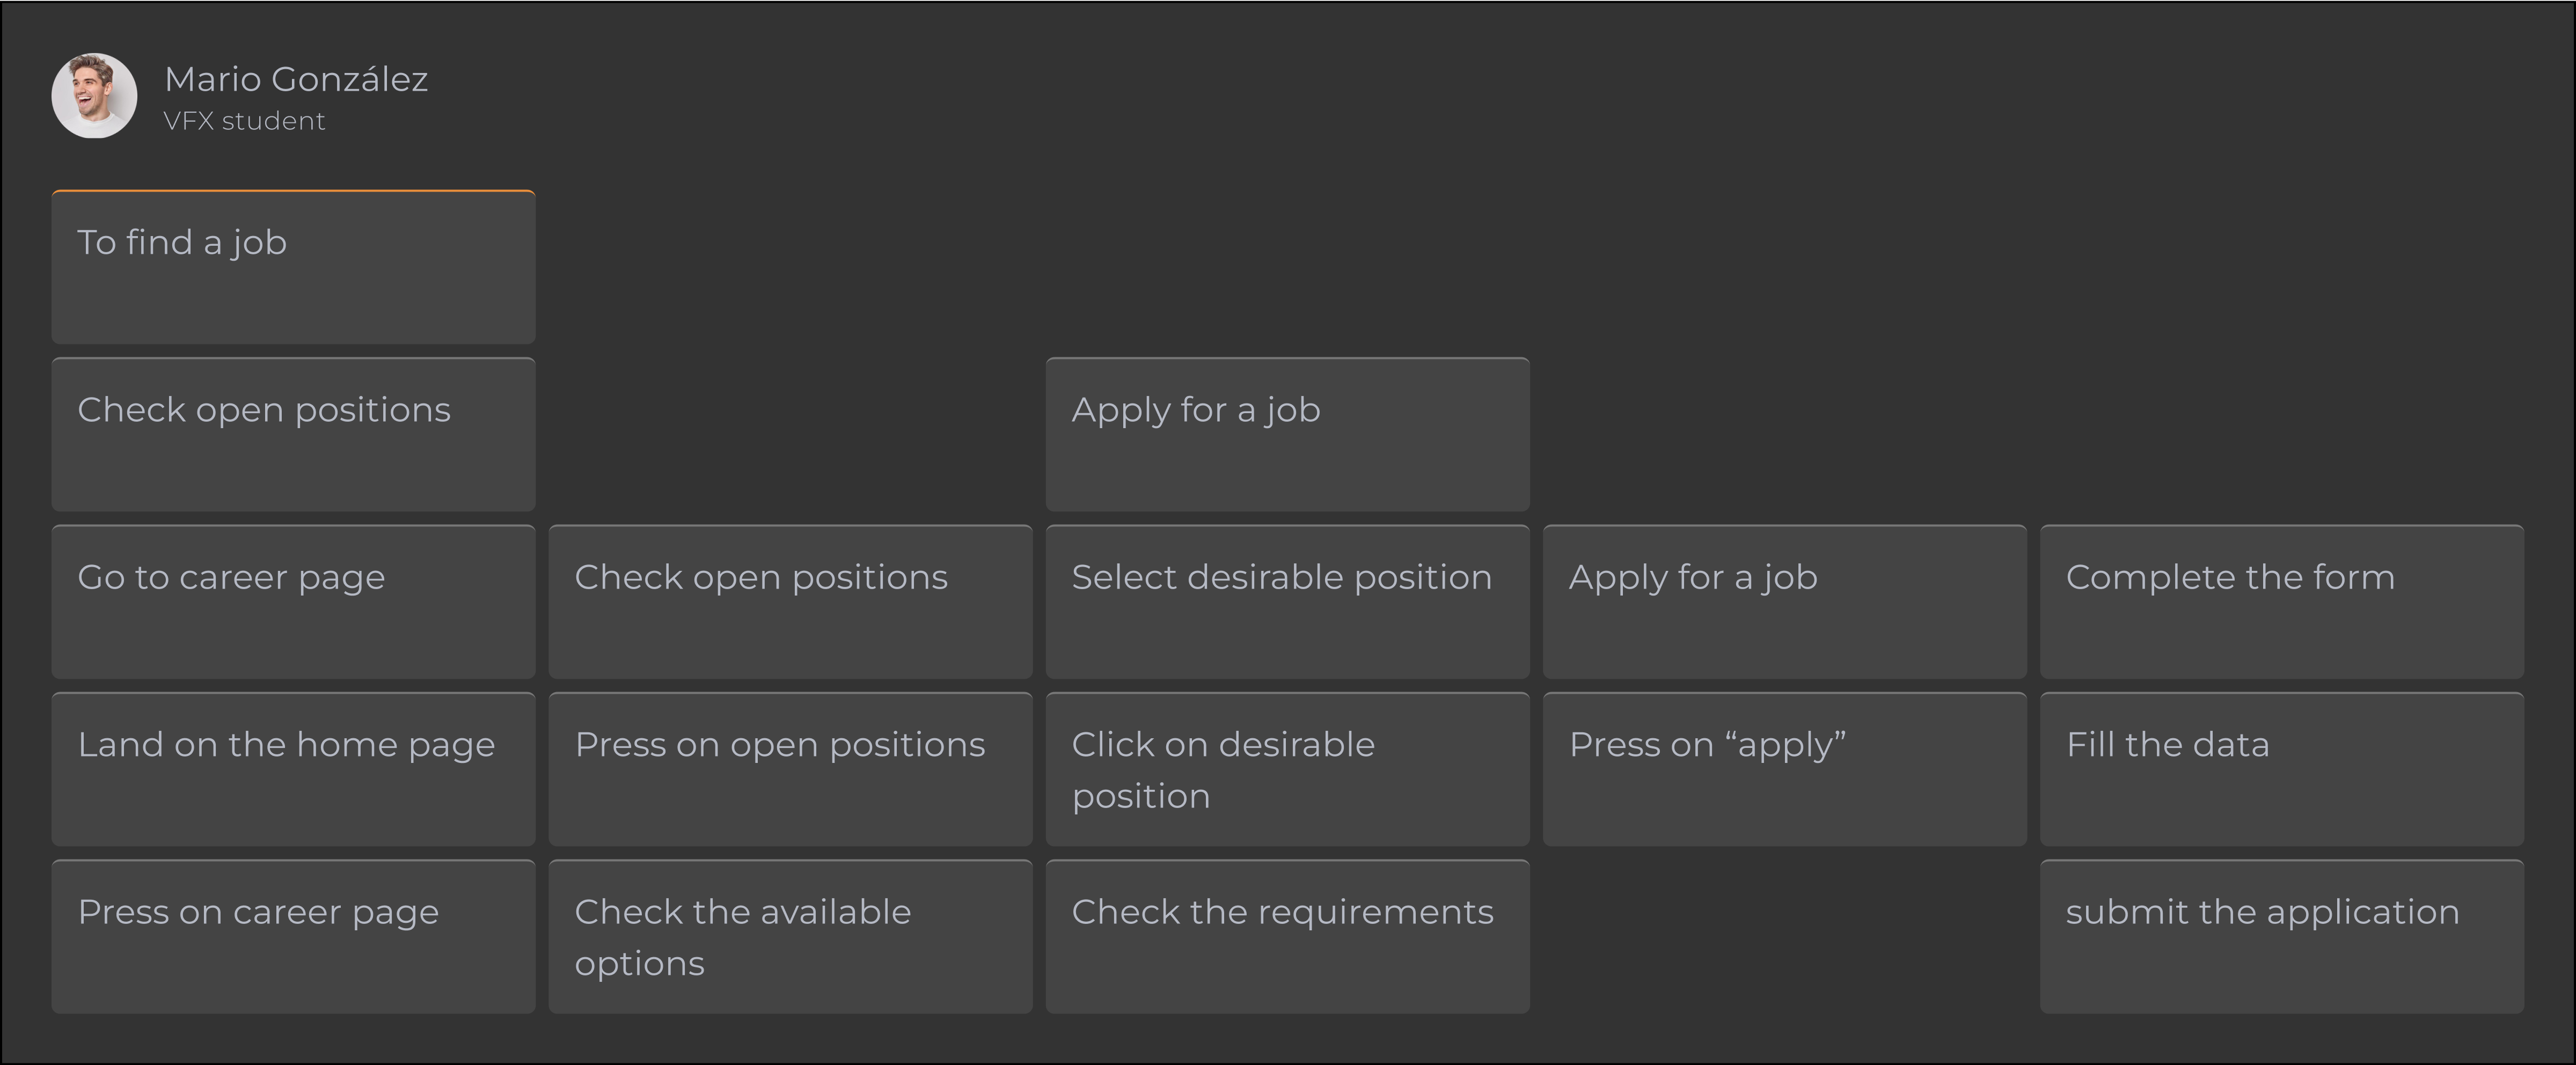 Mario González
VFX student
To find a job
Check open positions
Apply for a job
Go to career page
Check open positions
Select desirable position
Apply for a job
Complete the form
Land on the home page
Press on open positions
Click on desirable
position
Press on “apply”
Fill the data
Press on career page
Check the available
options
Check the requirements
submit the application